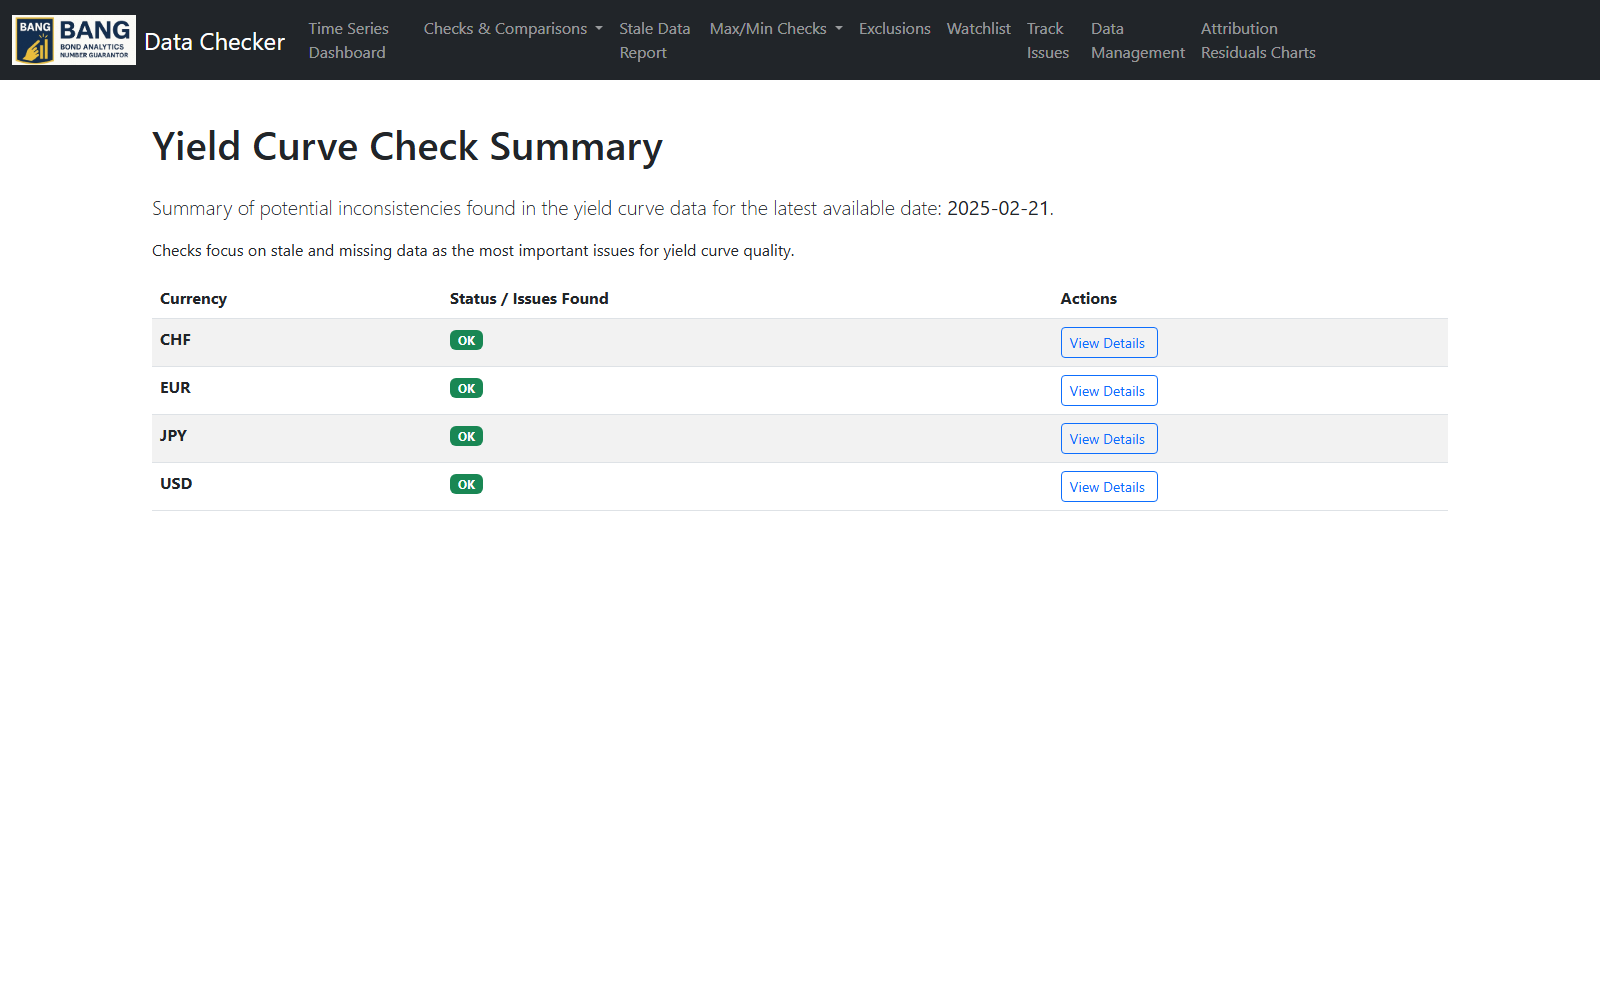 BANG
BANG
BOND ANALYTICS
NUMBER GUARANTOR
Data Checker
Time Series
Dashboard
Checks & Comparisons
Stale Data
Report
Max/Min Checks
Exclusions
Watchlist
Track
Issues
Data
Management
Attribution
Residuals Charts
Yield Curve Check Summary
Summary of potential inconsistencies found in the yield curve data for the latest available date: 2025-02-21.
Checks focus on stale and missing data as the most important issues for yield curve quality.
Currency Status / Issues Found Actions
CHF OK View Details
EUR OK View Details
JPY OK View Details
USD OK View Details